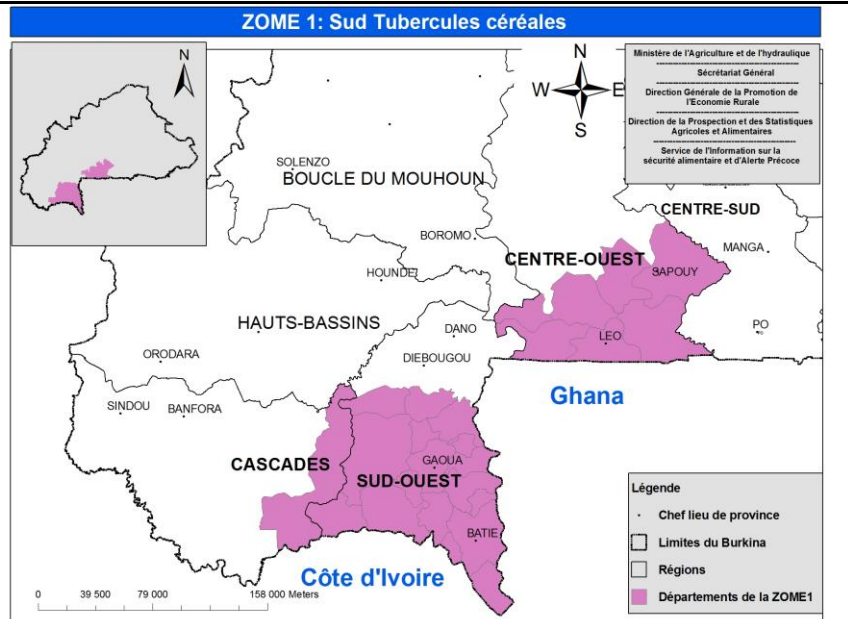 ZOME 1: Sud Tubercules céréales
N
N
W
E
S
Ministère de l'Agriculture et de l'hydraulique
Sécrétariat Général
Direction Générale de la Promotion de
l'Economie Rurale
Direction de la Prospection et des Statistiques
Agricoles et Alimentaires
Service de l'Information sur la
sécurité alimentaire et d'Alerte Précoce
SOLENZO
BOUCLE DU MOUHOUN
CENTRE-SUD
BOROMO
MANGA
CENTRE-OUEST
HOUNDE
SAPOUY
HAUTS-BASSINS
DANO
LEO
PO
ORODARA
DIEBOUGOU
Ghana
SINDOU
BANFORA
CASCADES
GAOUA
SUD-OUEST
BATIE
Côte d'Ivoire
Légende
Chef lieu de province
Limites du Burkina
Régions
Départements de la ZOME1
0
39 500
79 000
158 000 Meters